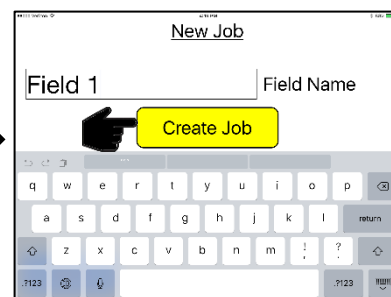 New Job
Field 1 Field Name
Create Job
q w e r t y u i o p
a s d f g h j k l return
z x c v b n m ! , ? .
.?123 .?123